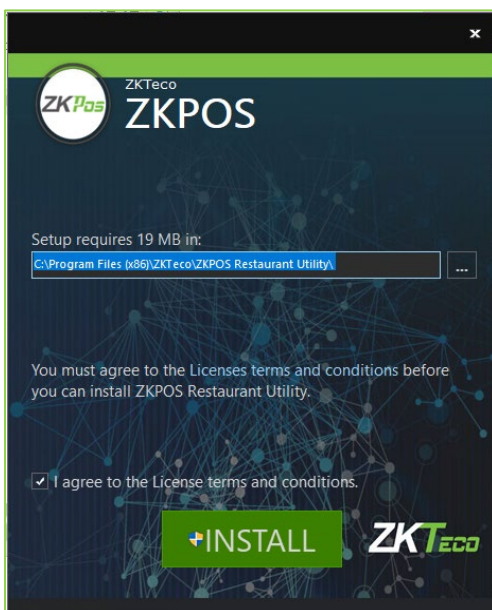 x
ZKPos
ZKTeco
ZKPOS
Setup requires 19 MB in:
C:\Program Files (x86)\ZKTeco\ZKPOS Restaurant Utility\
...
You must agree to the Licenses terms and conditions before
you can install ZKPOS Restaurant Utility.
I agree to the License terms and conditions.
INSTALL
ZKTeco